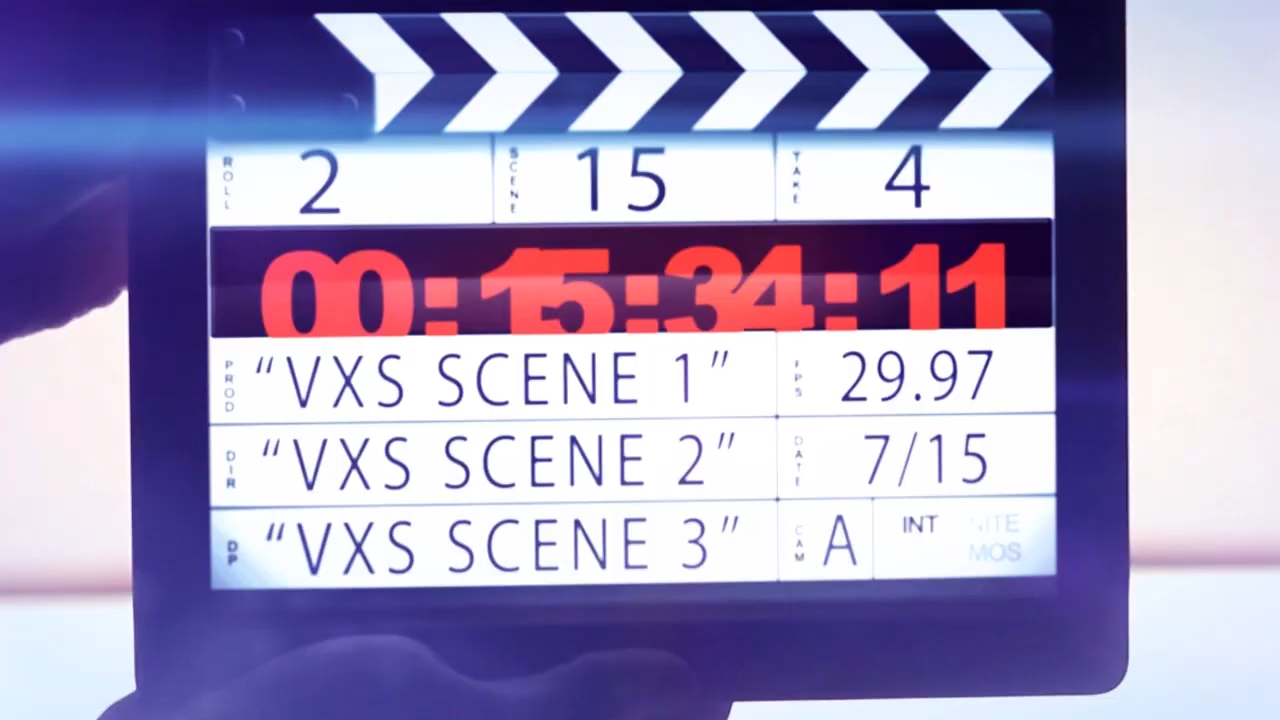 ROLL 2 SCENE 15 TAKE 4
00:15:34:11
PROD “VXS SCENE 1” FPS 29.97
DIR “VXS SCENE 2” DATE 7/15
DP “VXS SCENE 3” CAM A INT NITE
MOS